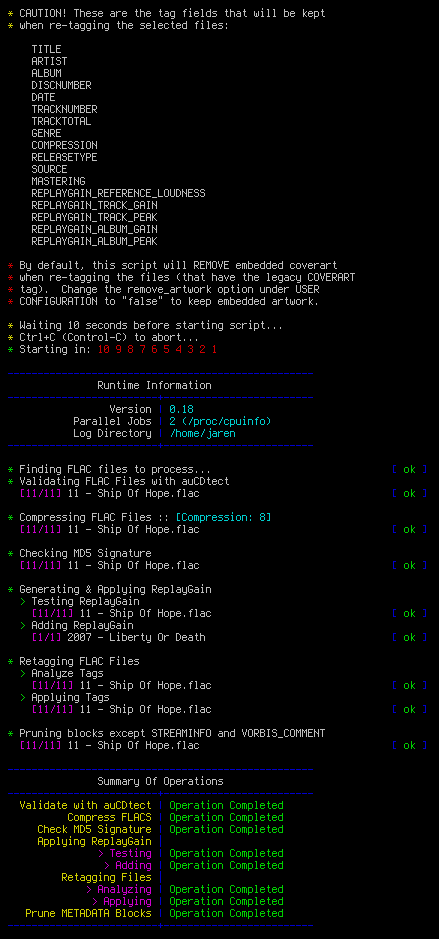 * CAUTION! These are the tag fields that will be kept
* when re-tagging the selected files:
TITLE
ARTIST
ALBUM
DISCNUMBER
DATE
TRACKNUMBER
TRACKTOTAL
GENRE
COMPRESSION
RELEASETYPE
SOURCE
MASTERING
REPLAYGAIN_REFERENCE_LOUDNESS
REPLAYGAIN_TRACK_GAIN
REPLAYGAIN_TRACK_PEAK
REPLAYGAIN_ALBUM_GAIN
REPLAYGAIN_ALBUM_PEAK
* By default, this script will REMOVE embedded coverart
* when re-tagging the files (that have the legacy COVERART
* tag).  Change the remove_artwork option under USER
* CONFIGURATION to "false" to keep embedded artwork.
* Waiting 10 seconds before starting script...
* Ctrl+C (Control-C) to abort...
* Starting in: 10 9 8 7 6 5 4 3 2 1
Runtime Information
Version | 0.18
Parallel Jobs | 2 (/proc/cpuinfo)
Log Directory | /home/jaren
* Finding FLAC files to process... [ ok ]
* Validating FLAC Files with auCDtect
[11/11] 11 - Ship Of Hope.flac [ ok ]
* Compressing FLAC Files :: [Compression: 8]
[11/11] 11 - Ship Of Hope.flac [ ok ]
* Checking MD5 Signature
[11/11] 11 - Ship Of Hope.flac [ ok ]
* Generating & Applying ReplayGain
> Testing ReplayGain
[11/11] 11 - Ship Of Hope.flac [ ok ]
> Adding ReplayGain
[1/1] 2007 - Liberty Or Death [ ok ]
* Retagging FLAC Files
> Analyze Tags
[11/11] 11 - Ship Of Hope.flac [ ok ]
> Applying Tags
[11/11] 11 - Ship Of Hope.flac [ ok ]
* Pruning blocks except STREAMINFO and VORBIS_COMMENT
[11/11] 11 - Ship Of Hope.flac [ ok ]
Summary Of Operations
Validate with auCDtect | Operation Completed
Compress FLACS | Operation Completed
Check MD5 Signature | Operation Completed
Applying ReplayGain |
> Testing | Operation Completed
> Adding | Operation Completed
Retagging Files |
> Analyzing | Operation Completed
> Applying | Operation Completed
Prune METADATA Blocks | Operation Completed